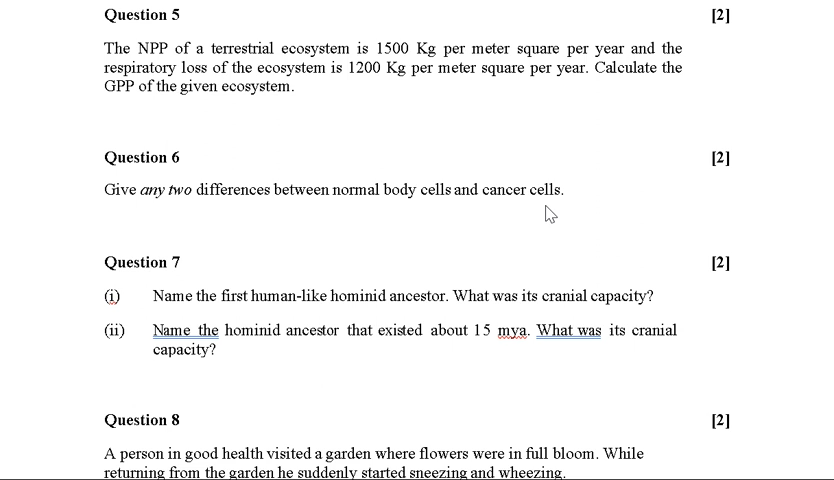 Question 5 [2]
The NPP of a terrestrial ecosystem is 1500 Kg per meter square per year and the
respiratory loss of the ecosystem is 1200 Kg per meter square per year. Calculate the
GPP of the given ecosystem.
Question 6 [2]
Give any two differences between normal body cells and cancer cells.
Question 7 [2]
(i) Name the first human-like hominid ancestor. What was its cranial capacity?
(ii) Name the hominid ancestor that existed about 15 mya. What was its cranial
capacity?
Question 8 [2]
A person in good health visited a garden where flowers were in full bloom. While
returning from the garden he suddenly started sneezing and wheezing.